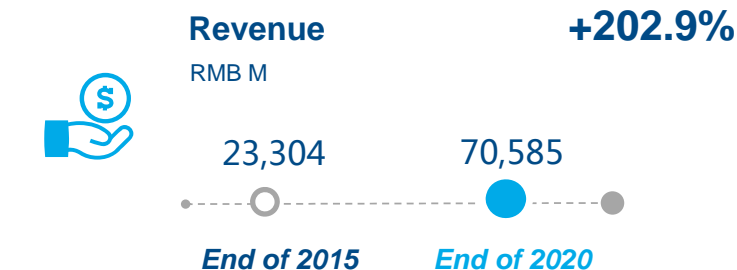 Revenue +202.9%
RMB M
$
23,304 70,585
End of 2015 End of 2020